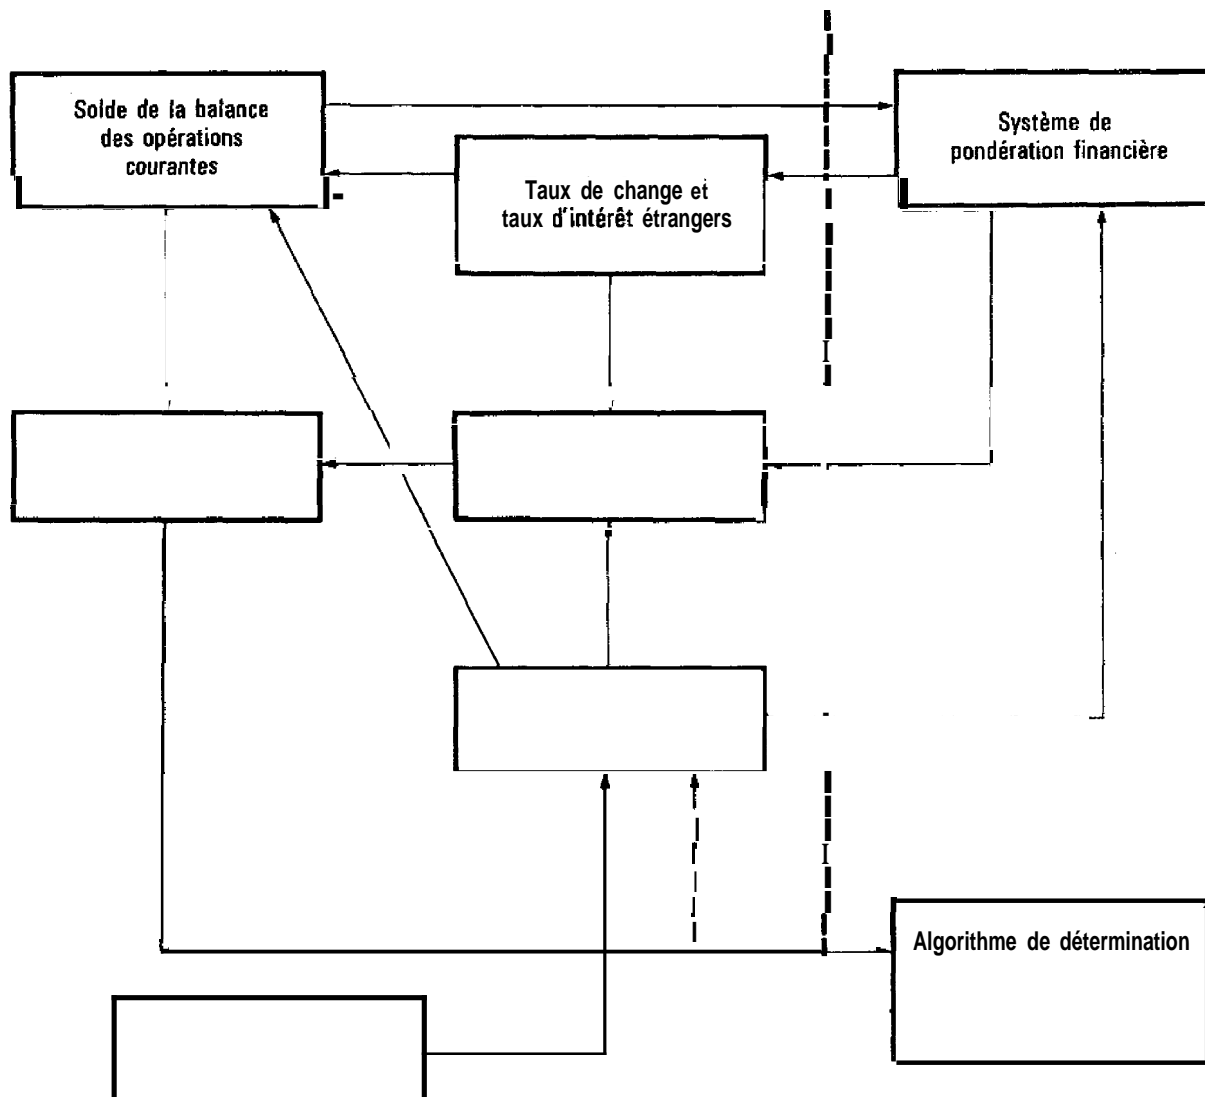 Solde de la balance
des opérations
courantes
Taux de change et
taux d'intérêt étrangers
Système de
pondération financière
Algorithme de détermination